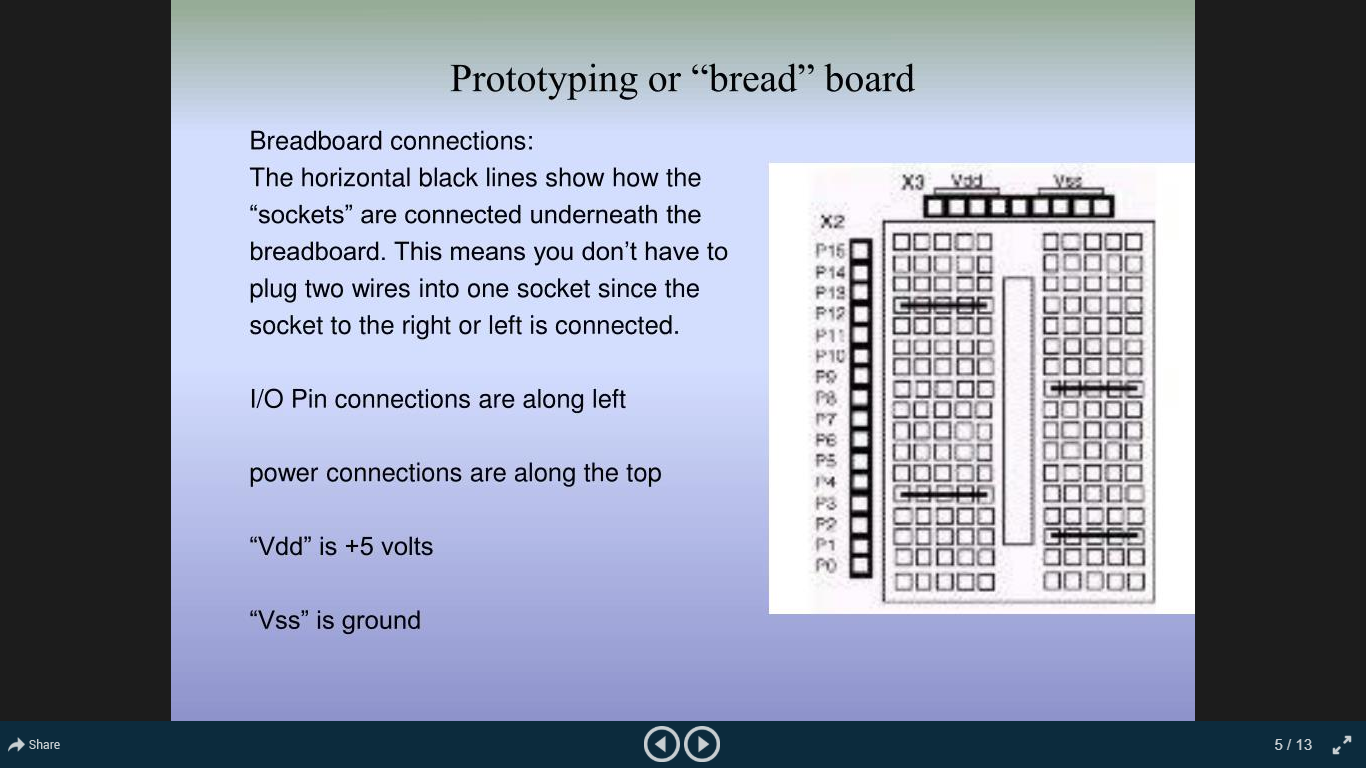 Prototyping or “bread” board
Breadboard connections:
The horizontal black lines show how the
“sockets” are connected underneath the
breadboard. This means you don’t have to
plug two wires into one socket since the
socket to the right or left is connected.
I/O Pin connections are along left
power connections are along the top
“Vdd” is +5 volts
“Vss” is ground
X3 Vdd Vss
X2
P15
P14
P13
P12
P11
P10
P9
P8
P7
P6
P5
P4
P3
P2
P1
P0
Share
5 / 13